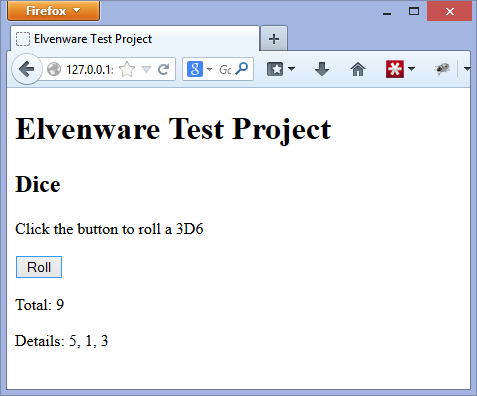 Firefox
Elvenware Test Project
127.0.0.1:
Elvenware Test Project
Dice
Click the button to roll a 3D6
Roll
Total: 9
Details: 5, 1, 3